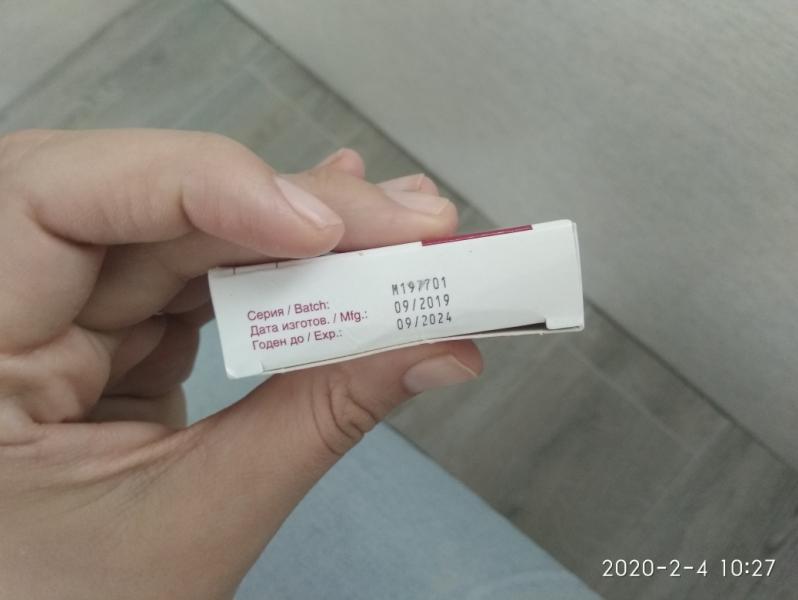 Серия / Batch: M197701
Дата изготов. / Mfg.: 09/2019
Годен до / Exp.: 09/2024
2020-2-4 10:27